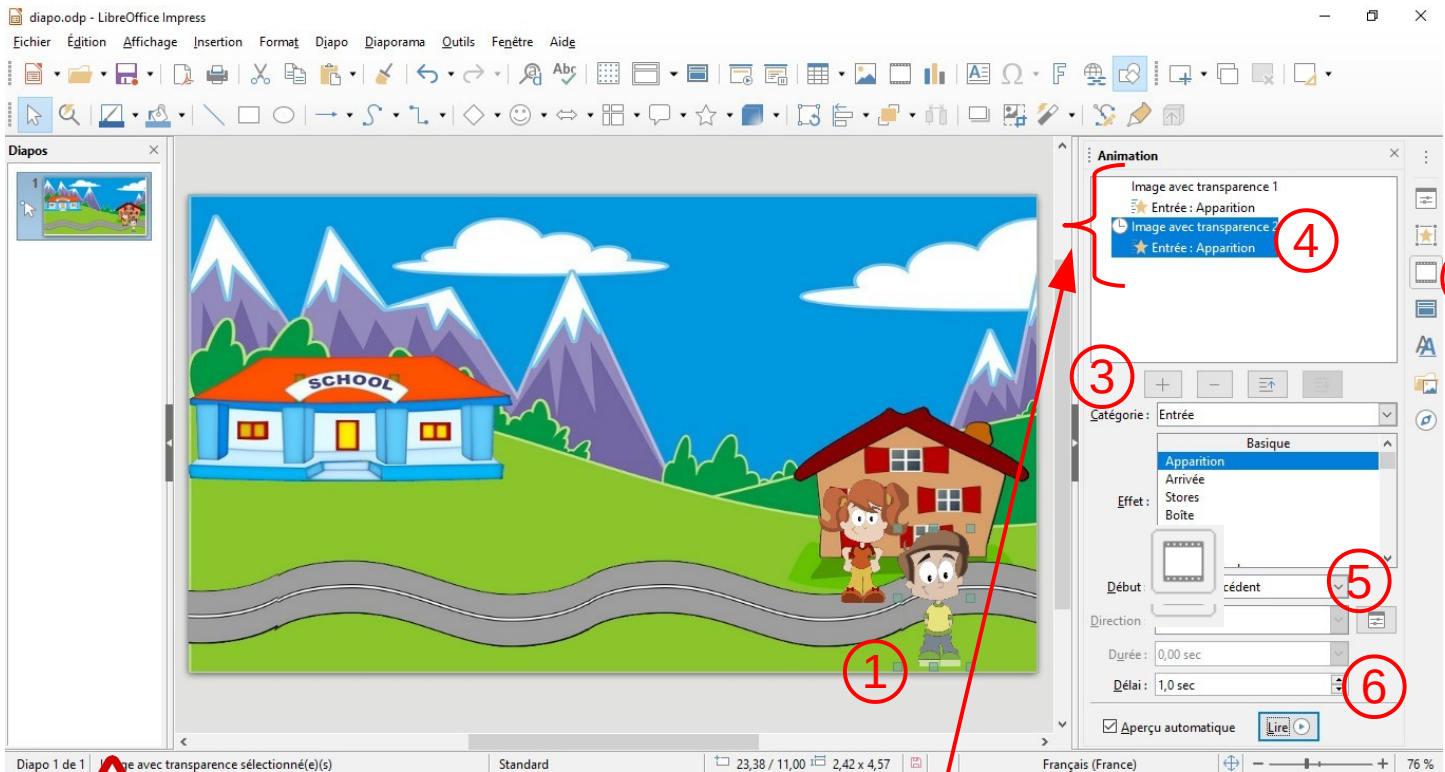 diapo.odp - LibreOffice Impress
Fichier Édition Affichage Insertion Format Diapo Diaporama Outils Fenêtre Aide
Abc
Diapos
1
SCHOOL
1
Animation
Image avec transparence 1
Entrée : Apparition
Image avec transparence 2
Entrée : Apparition
4
3
Catégorie : Entrée
Basique
Apparition
Arrivée
Effet : Stores
Boîte
Début cédent
5
Direction
Durée : 0,00 sec
Délai : 1,0 sec
6
Aperçu automatique Lire
Diapo 1 de 1 avec transparence sélectionné(e)(s) Standard 23,38 / 11,00 2,42 x 4,57 Français (France) 76 %